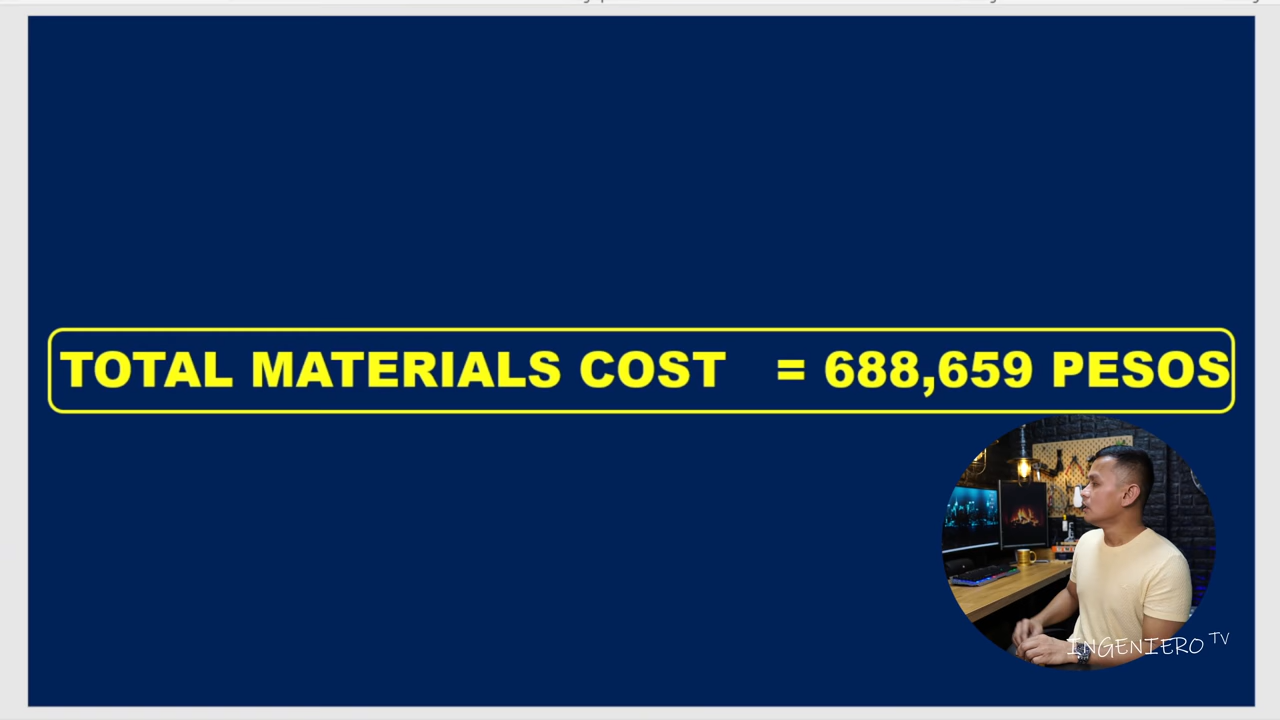 TOTAL MATERIALS COST = 688,659 PESOS
INGENIERO TV